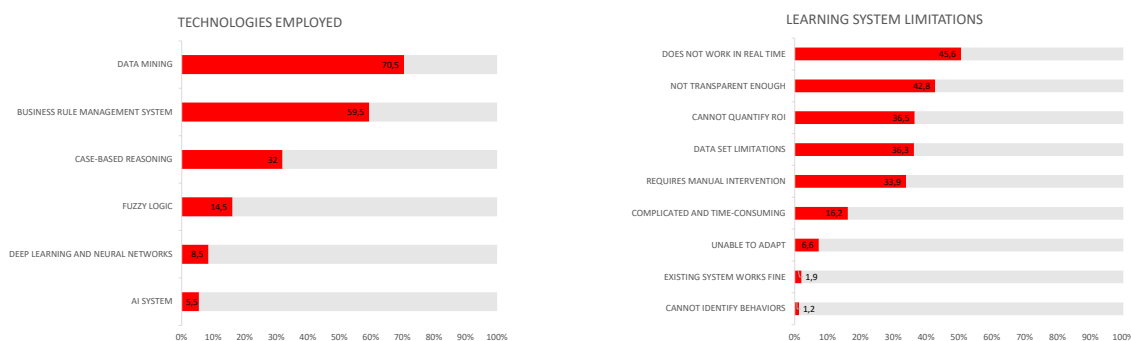 TECHNOLOGIES EMPLOYED
DATA MINING
70,5
BUSINESS RULE MANAGEMENT SYSTEM
59,5
CASE-BASED REASONING
32
FUZZY LOGIC
14,5
DEEP LEARNING AND NEURAL NETWORKS
8,5
AI SYSTEM
5,5
0% 10% 20% 30% 40% 50% 60% 70% 80% 90% 100%
LEARNING SYSTEM LIMITATIONS
DOES NOT WORK IN REAL TIME
45,6
NOT TRANSPARENT ENOUGH
42,8
CANNOT QUANTIFY ROI
36,5
DATA SET LIMITATIONS
36,3
REQUIRES MANUAL INTERVENTION
33,9
COMPLICATED AND TIME-CONSUMING
16,2
UNABLE TO ADAPT
6,6
EXISTING SYSTEM WORKS FINE
1,9
CANNOT IDENTIFY BEHAVIORS
1,2
0% 10% 20% 30% 40% 50% 60% 70% 80% 90% 100%